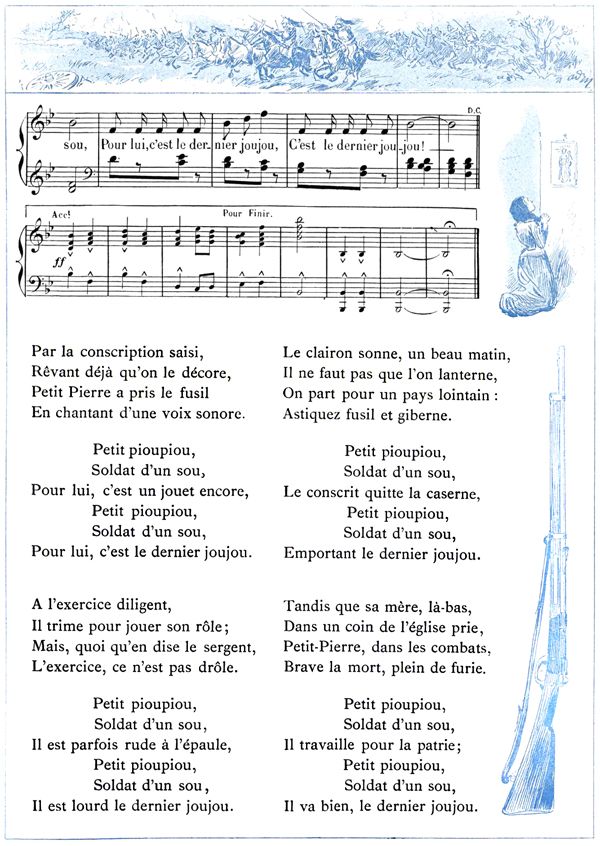 D.C.
sou, Pour lui, c'est le der- nier joujou, C'est le dernier jou - jou!
Acc!
Pour Finir.
ff
Par la conscription saisi,
Rêvant déjà qu'on le décore,
Petit Pierre a pris le fusil
En chantant d'une voix sonore.
Petit pioupiou,
Soldat d'un sou,
Pour lui, c'est un jouet encore,
Petit pioupiou,
Soldat d'un sou,
Pour lui, c'est le dernier joujou.
A l'exercice diligent,
Il trime pour jouer son rôle;
Mais, quoi qu'en dise le sergent,
L'exercice, ce n'est pas drôle.
Petit pioupiou,
Soldat d'un sou,
Il est parfois rude à l'épaule,
Petit pioupiou,
Soldat d'un sou,
Il est lourd le dernier joujou.
Le clairon sonne, un beau matin,
Il ne faut pas que l'on lanterne,
On part pour un pays lointain :
Astiquez fusil et giberne.
Petit pioupiou,
Soldat d'un sou,
Le conscrit quitte la caserne,
Petit pioupiou,
Soldat d'un sou,
Emportant le dernier joujou.
Tandis que sa mère, là-bas,
Dans un coin de l'église prie,
Petit-Pierre, dans les combats,
Brave la mort, plein de furie.
Petit pioupiou,
Soldat d'un sou,
Il travaille pour la patrie;
Petit pioupiou,
Soldat d'un sou,
Il va bien, le dernier joujou.